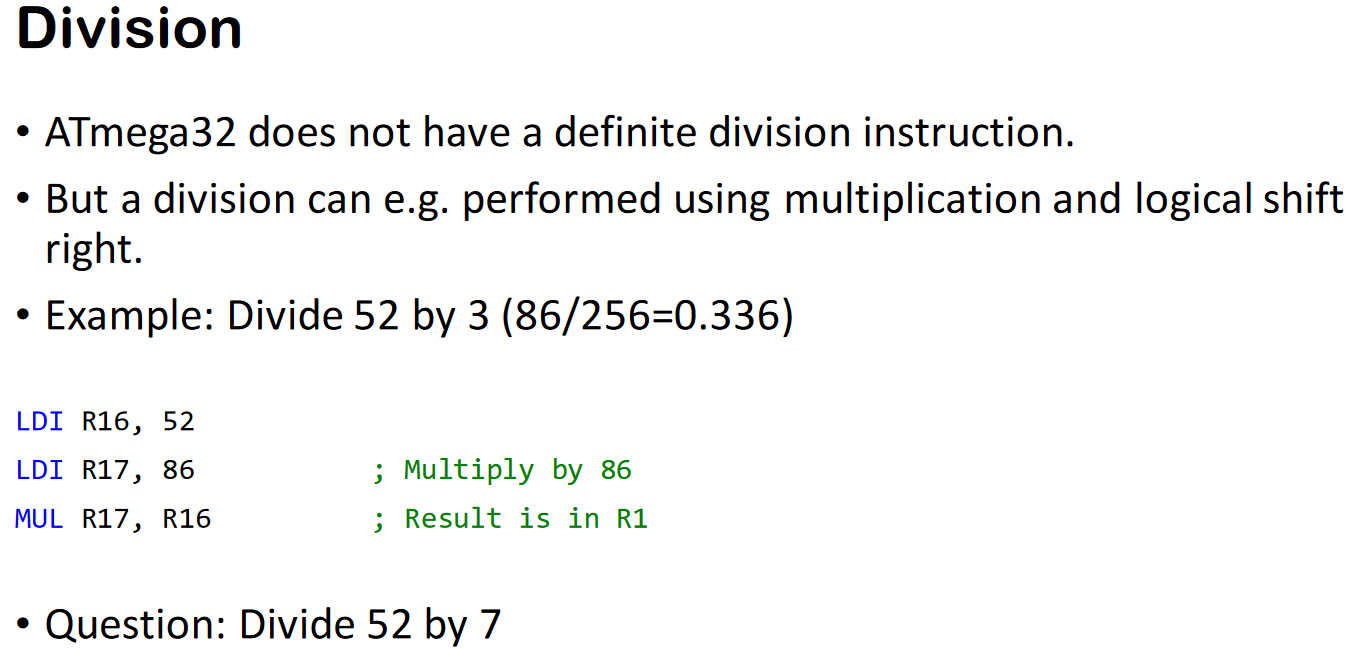 Division
• ATmega32 does not have a definite division instruction.
• But a division can e.g. performed using multiplication and logical shift
right.
• Example: Divide 52 by 3 (86/256=0.336)
LDI R16, 52
LDI R17, 86 ; Multiply by 86
MUL R17, R16 ; Result is in R1
• Question: Divide 52 by 7